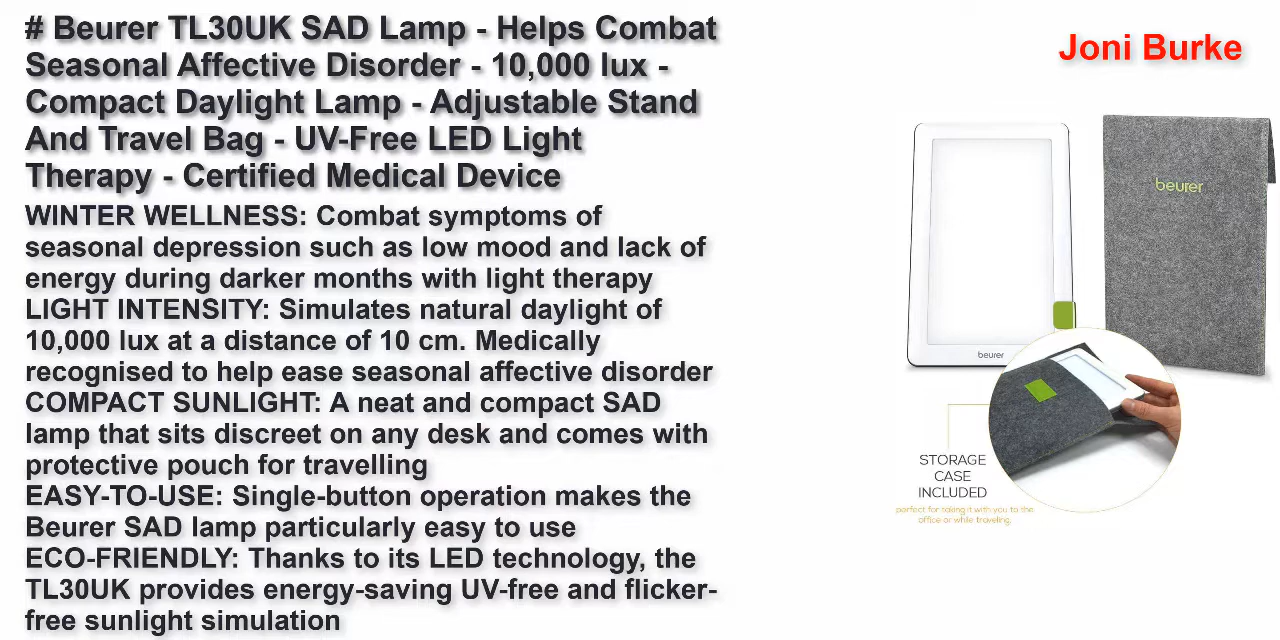 # Beurer TL30UK SAD Lamp - Helps Combat
Seasonal Affective Disorder - 10,000 lux -
Compact Daylight Lamp - Adjustable Stand
And Travel Bag - UV-Free LED Light
Therapy - Certified Medical Device
WINTER WELLNESS: Combat symptoms of
seasonal depression such as low mood and lack of
energy during darker months with light therapy
LIGHT INTENSITY: Simulates natural daylight of
10,000 lux at a distance of 10 cm. Medically
recognised to help ease seasonal affective disorder
COMPACT SUNLIGHT: A neat and compact SAD
lamp that sits discreet on any desk and comes with
protective pouch for travelling
EASY-TO-USE: Single-button operation makes the
Beurer SAD lamp particularly easy to use
ECO-FRIENDLY: Thanks to its LED technology, the
TL30UK provides energy-saving UV-free and flicker-
free sunlight simulation
Joni Burke
beurer
beurer
STORAGE
CASE
INCLUDED
perfect for taking it with you to the
office or while traveling.